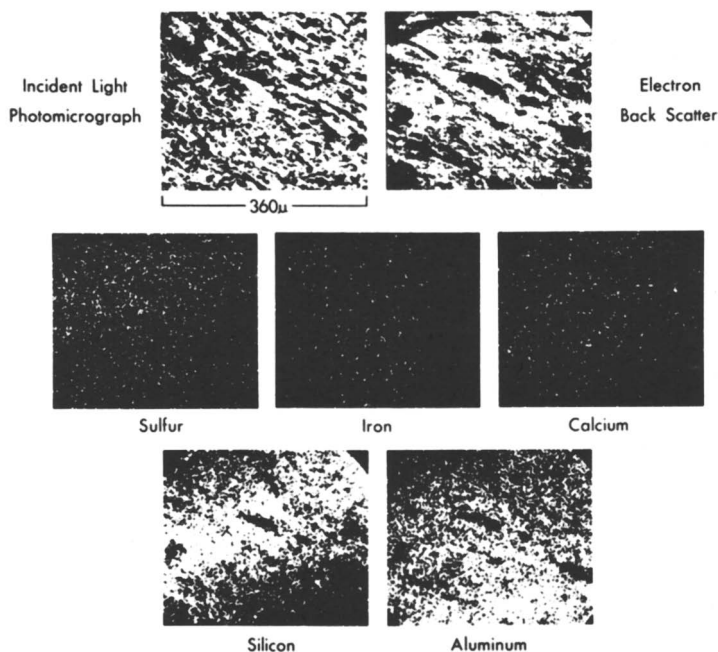 Incident Light
Photomicrograph
Electron
Back Scatter
360μ
Sulfur
Iron
Calcium
Silicon
Aluminum